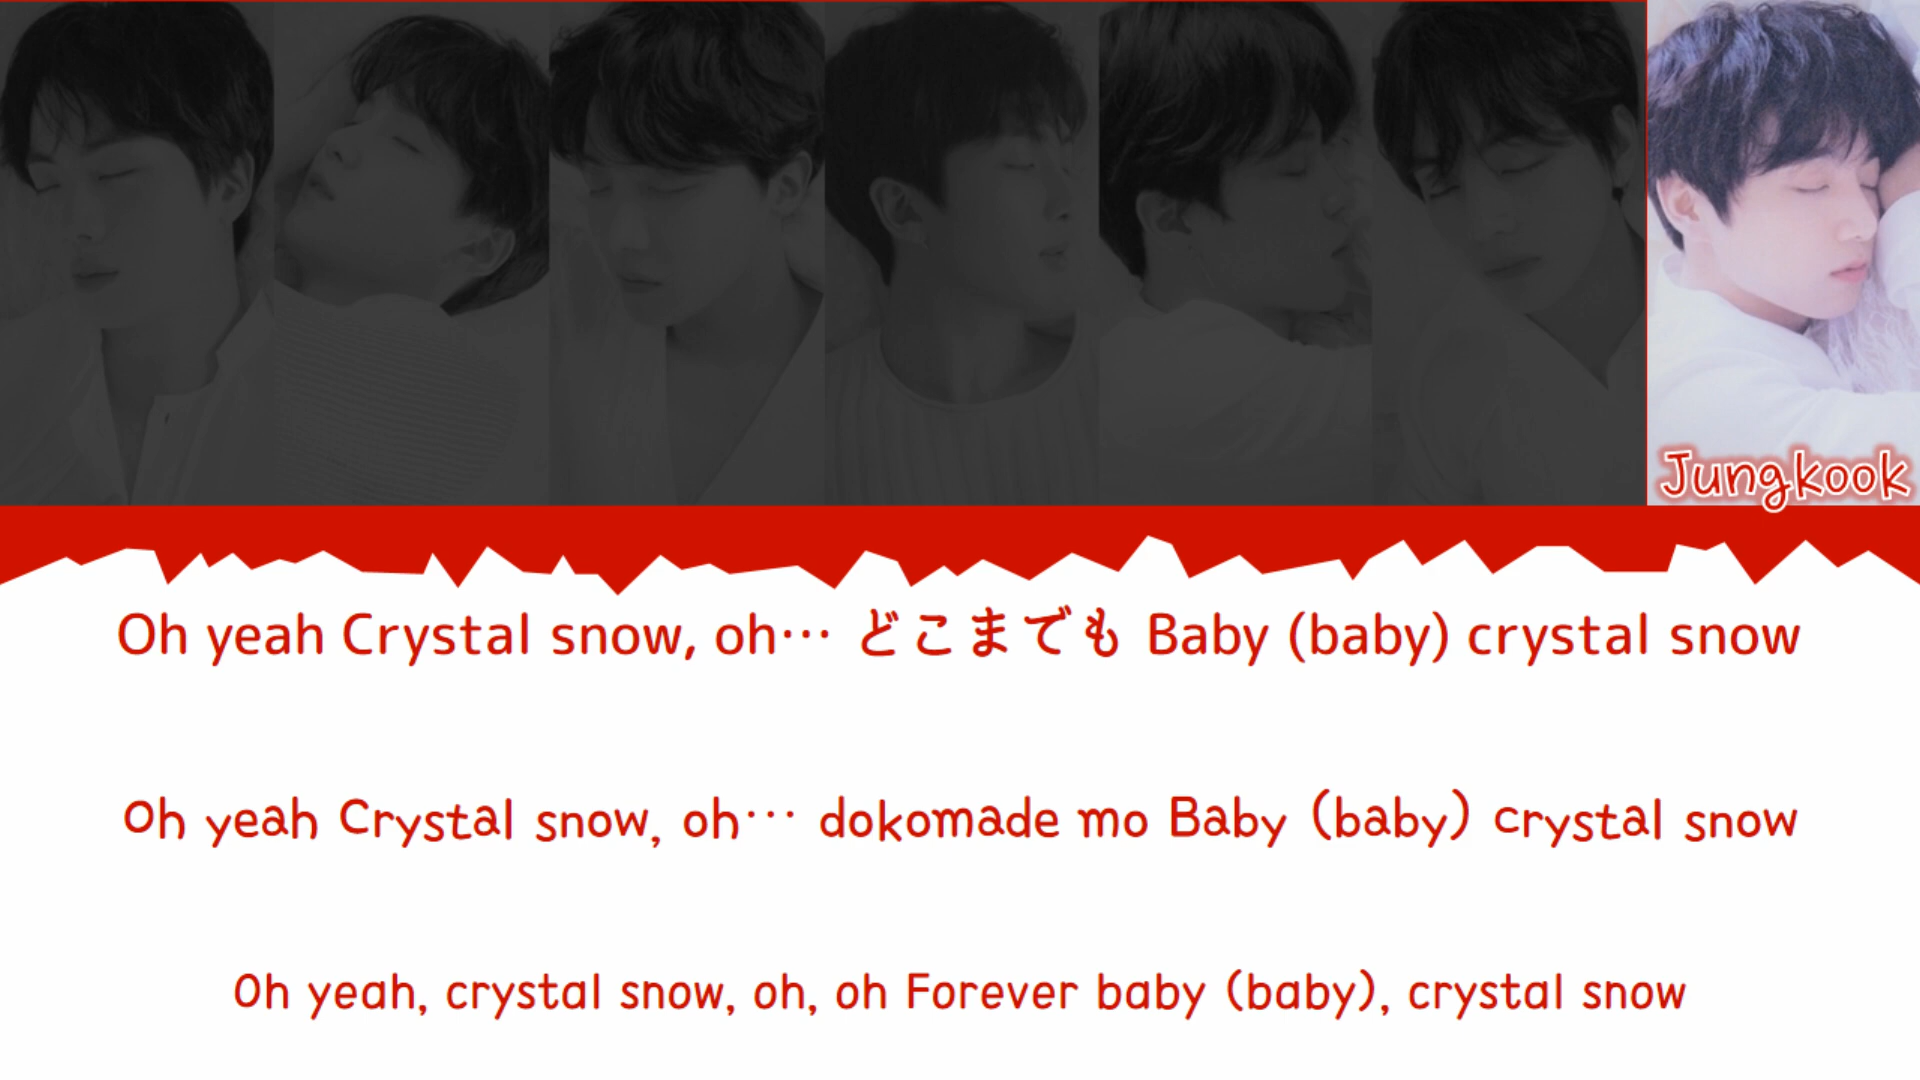 Jungkook
Oh yeah Crystal snow, oh… どこまでも Baby (baby) crystal snow
Oh yeah Crystal snow, oh… dokomade mo Baby (baby) crystal snow
Oh yeah, crystal snow, oh, oh Forever baby (baby), crystal snow